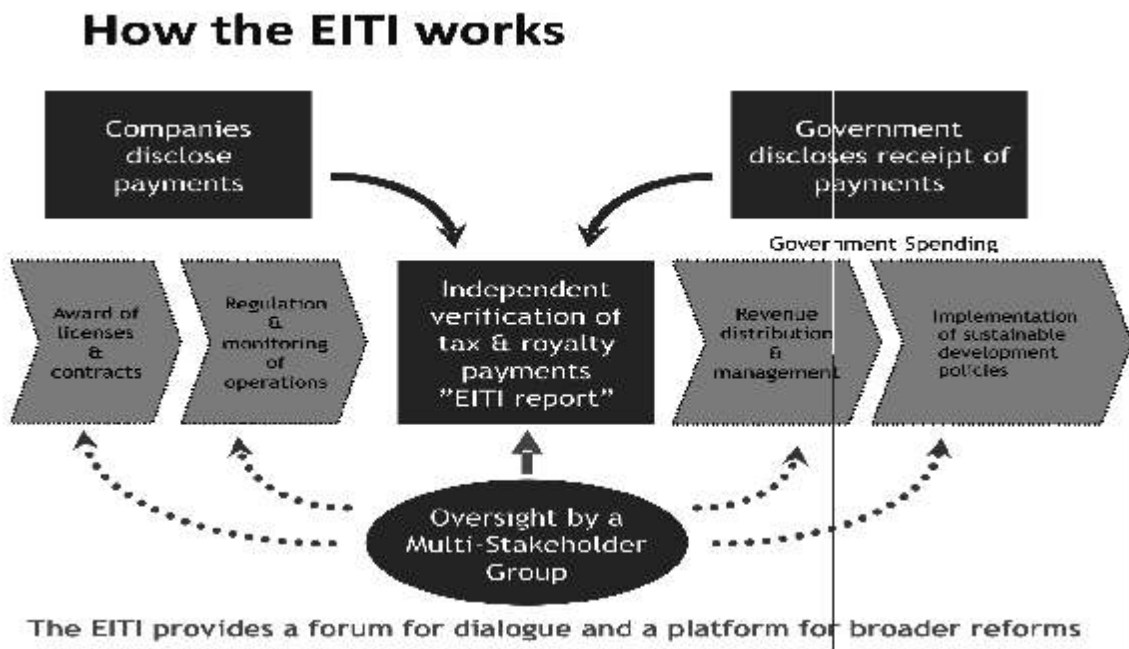 How the EITI works
Companies
disclose
payments
Government
discloses receipt of
payments
Government Spending
Award of
licenses
&
contracts
Regulation
&
monitoring
of
operations
Independent
verification of
tax & royalty
payments
"EITI report"
Revenue
distribution
&
management
Implementation
of sustainable
development
policies
Oversight by a
Multi-Stakeholder
Group
The EITI provides a forum for dialogue and a platform for broader reforms